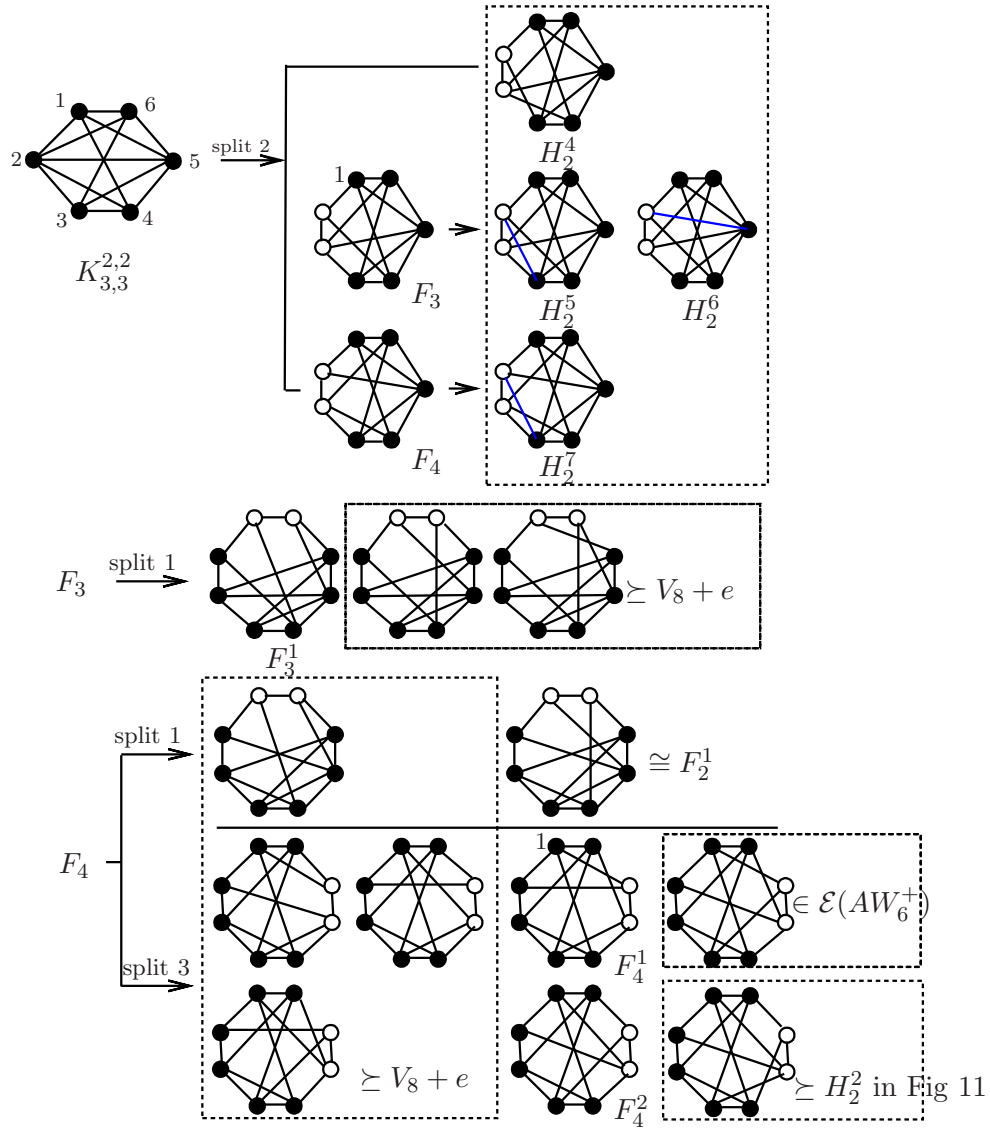 1 6
2 5
3 4
K_{3,3}^{2,2}
split 2
H_2^4
1
F_3
H_2^5
H_2^6
F_4
H_2^7
F_3
split 1
F_3^1
⪰ V_8 + e
F_4
split 1
≅ F_2^1
1
F_4^1
∈ ℰ(AW_6^+)
split 3
⪰ V_8 + e
F_4^2
⪰ H_2^2 in Fig 11